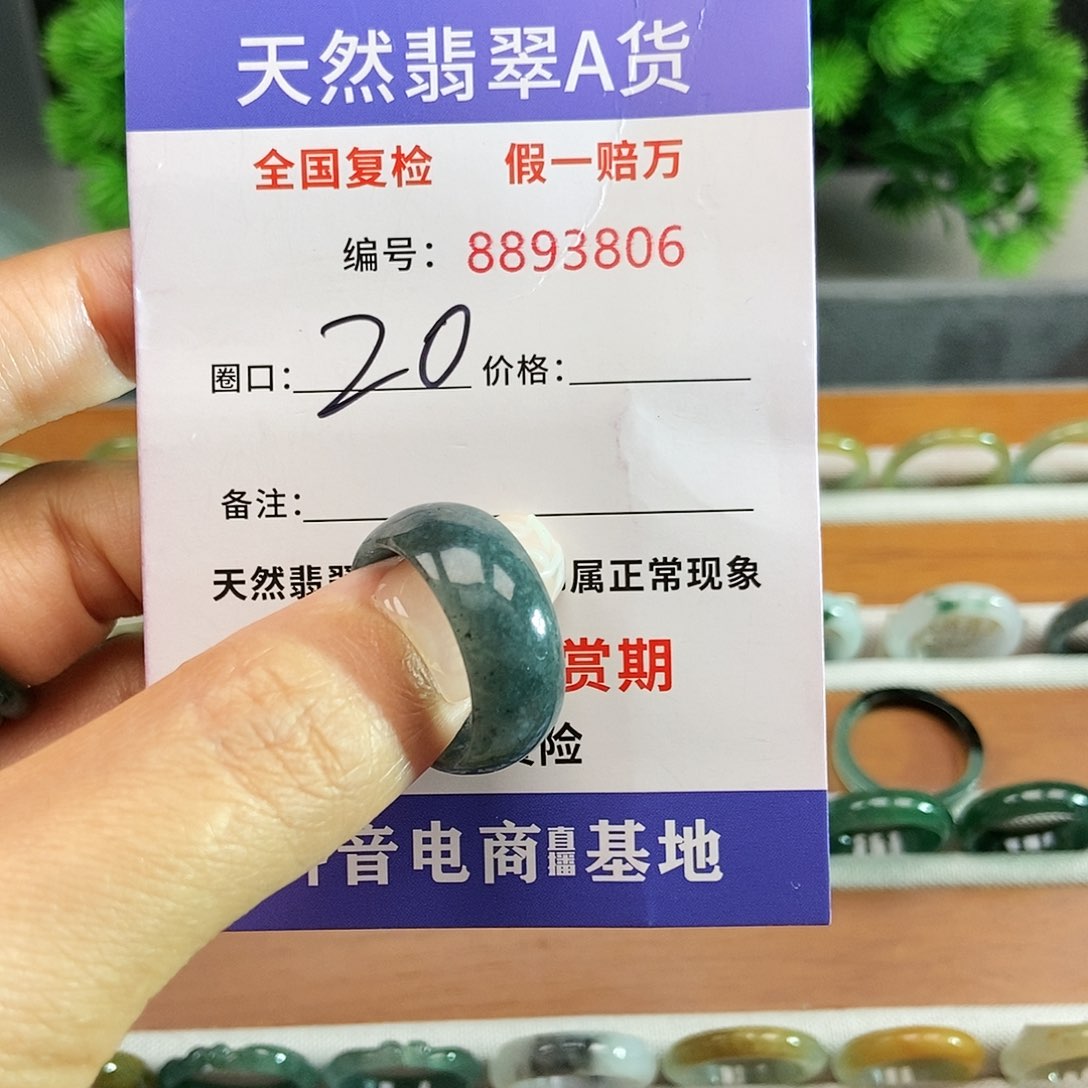 天然翡翠A货
全国复检 假一赔万
编号：8893806
圈口：20 价格：
备注：
天然翡翠 属正常现象
赏期
险
音电商直播基地